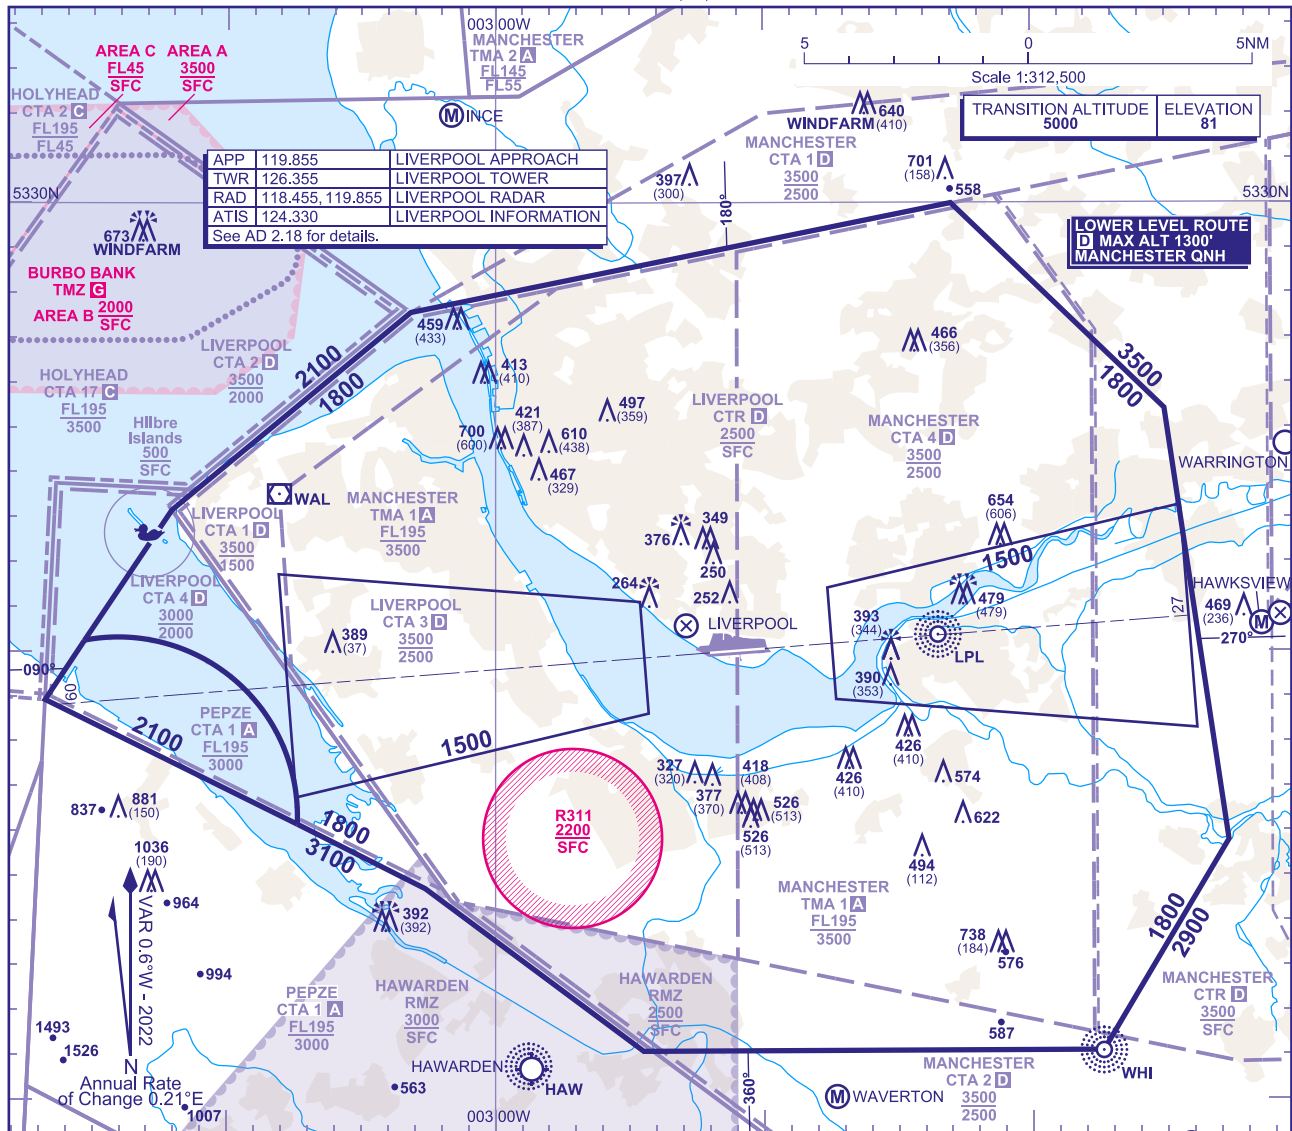 003:00W
5 0 5NM
Scale 1:312,500
TRANSITION ALTITUDE
5000
ELEVATION
81
AREA C
FL45
SFC
AREA A
3500
SFC
HOLYHEAD
CTA 2 C
FL195
FL45
MANCHESTER
TMA 2 A
FL145
FL55
M INCE
640
(410)
WINDFARM
MANCHESTER
CTA 1 D
3500
2500
701
(158)
558
397
(300)
180°
5330N
5330N
APP 119.855 LIVERPOOL APPROACH
TWR 126.355 LIVERPOOL TOWER
RAD 118.455, 119.855 LIVERPOOL RADAR
ATIS 124.330 LIVERPOOL INFORMATION
See AD 2.18 for details.
673
WINDFARM
LOWER LEVEL ROUTE
D MAX ALT 1300'
MANCHESTER QNH
BURBO BANK
TMZ G
AREA B 2000
SFC
HOLYHEAD
CTA 17 C
FL195
3500
LIVERPOOL
CTA 2 D
3500
2000
2100
1800
459
(433)
413
(410)
466
(356)
3500
1800
Hilbre
Islands
500
SFC
421
(387)
497
(359)
700
(600)
610
(438)
467
(329)
LIVERPOOL
CTR D
2500
SFC
MANCHESTER
CTA 4 D
3500
2500
WARRINGTON
WAL
MANCHESTER
TMA 1 A
FL195
3500
LIVERPOOL
CTA 1 D
3500
1500
LIVERPOOL
CTA 4 D
3000
2000
376
349
250
252
264
654
(606)
1500
479
(479)
HAWKSVIEW
469
(236)
M
LIVERPOOL
CTA 3 D
3500
2500
389
(37)
LIVERPOOL
393
(344)
LPL
390
(353)
27
270°
090°
09
PEPZE
CTA 1 A
FL195
3000
2100
1500
327
(320)
377
(370)
418
(408)
526
(513)
526
(513)
426
(410)
426
(410)
574
622
494
(112)
R311
2200
SFC
837
881
(150)
1036
(190)
964
1800
3100
392
(392)
994
1493
1526
1007
VAR 0.6°W - 2022
N
Annual Rate
of Change 0.21°E
MANCHESTER
TMA 1 A
FL195
3500
738
(184)
576
587
1800
2900
MANCHESTER
CTR D
3500
SFC
PEPZE
CTA 1 A
FL195
3000
HAWARDEN
RMZ
3000
SFC
HAWARDEN
RMZ
2500
SFC
HAWARDEN
HAW
563
003:00W
360°
M WAVERTON
MANCHESTER
CTA 2 D
3500
2500
WHI